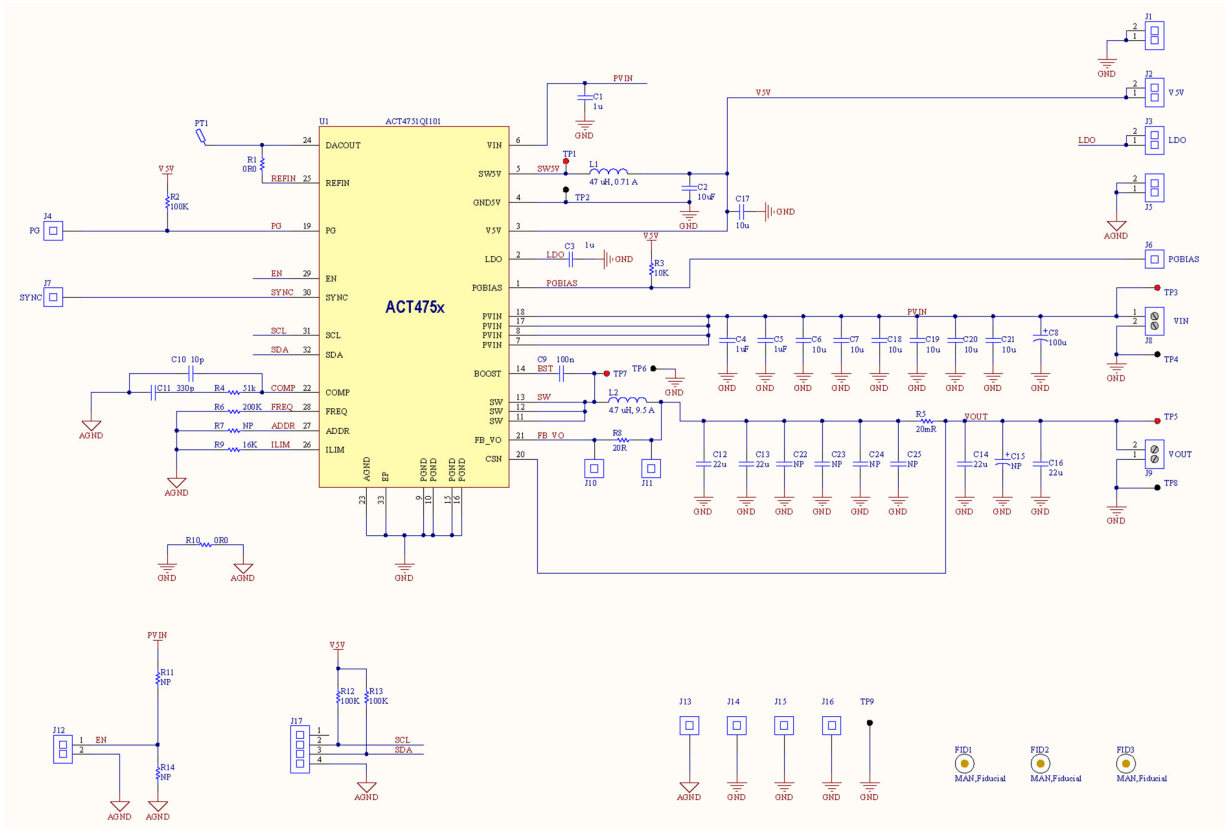 J1
2
1
GND
J2
2
1
V5V
V5V
J3
2
1
LDO
LDO
2
1
J5
AGND
J6
PGBIAS
PVIN
C1
1u
GND
U1
ACT4751QI101
ACT475x
PT1
R1
0R0
REFIN
V5V
R2
100K
J4
PG
PG
J7
SYNC
EN
SYNC
SCL
SDA
C10 10p
C11 330p
R4 51k
COMP
R6 200K
FREQ
R7 NP
ADDR
R9 16K
ILIM
AGND
AGND
24 DACOUT
25 REFIN
19 PG
29 EN
30 SYNC
31 SCL
32 SDA
22 COMP
28 FREQ
27 ADDR
26 ILIM
VIN 6
SW5V 5
GND5V 4
V5V 3
LDO 2
PGBIAS 1
PVIN 18
PVIN 17
PVIN 8
PVIN 7
BOOST 14
SW 13
SW 12
SW 11
FB_VO 21
CSN 20
AGND
EP
PGND
PGND
PGND
PGND
23
33
9
10
15
16
GND
SW5V
TP1
L1
47 uH, 0.71 A
TP2
C2
10uF
GND
C17
10u
GND
LDO
C3
1u
GND
V5V
R3
10K
PGBIAS
PVIN
TP3
1
2
VIN
J8
TP4
GND
C4
1uF
C5
1uF
C6
10u
C7
10u
C18
10u
C19
10u
C20
10u
C21
10u
+
C8
100u
GND
GND
GND
GND
GND
GND
GND
GND
GND
C9 100n
BST
TP7
TP6
GND
SW
L2
4.7 uH, 9.5 A
FB_VO
R8
20R
J10
J11
R5
20mR
VOUT
TP5
2
1
VOUT
J9
TP8
GND
C12
22u
C13
22u
C22
NP
C23
NP
C24
NP
C25
NP
C14
22u
+
C15
NP
C16
22u
GND
GND
GND
GND
GND
GND
GND
GND
GND
R10 0R0
GND
AGND
PVIN
R11
NP
J12
1
2
EN
R14
NP
AGND
AGND
V5V
R12
100K
R13
100K
J17
1
2
3
4
SCL
SDA
AGND
J13
J14
J15
J16
TP9
AGND
GND
GND
GND
GND
FID1
MAN,Fiducial
FID2
MAN,Fiducial
FID3
MAN,Fiducial